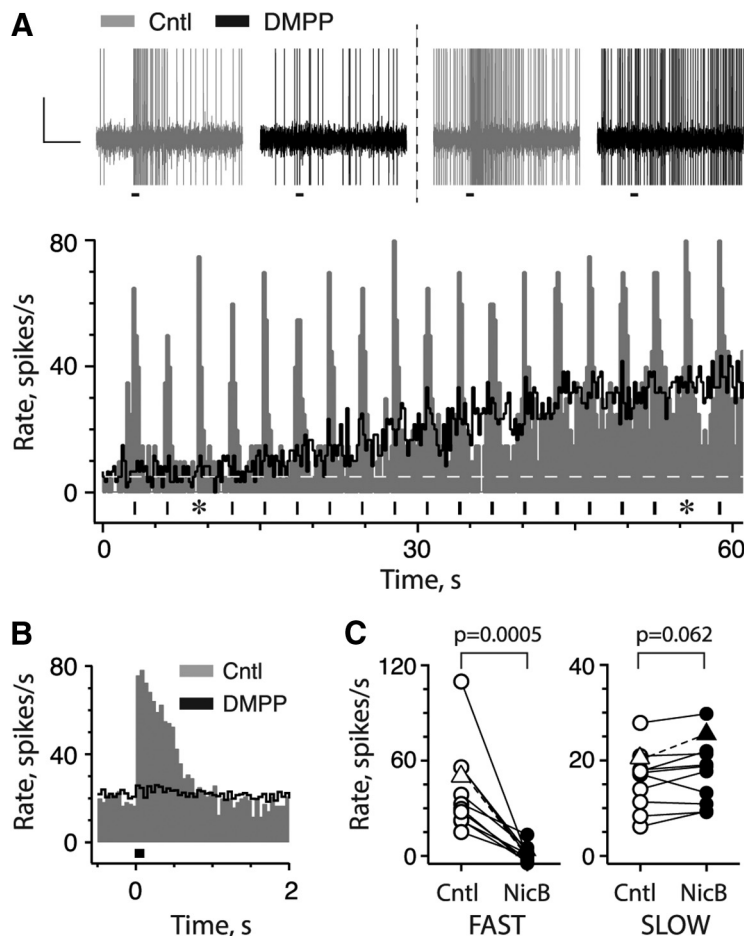 A
Cntl DMPP
80
40
0
Rate, spikes/s
* *
0 30 60
Time, s
B
80
40
0
Rate, spikes/s
Cntl
DMPP
0 2
Time, s
C
p=0.0005 p=0.062
120
60
0
Rate, spikes/s
40
20
0
Cntl NicB Cntl NicB
FAST SLOW